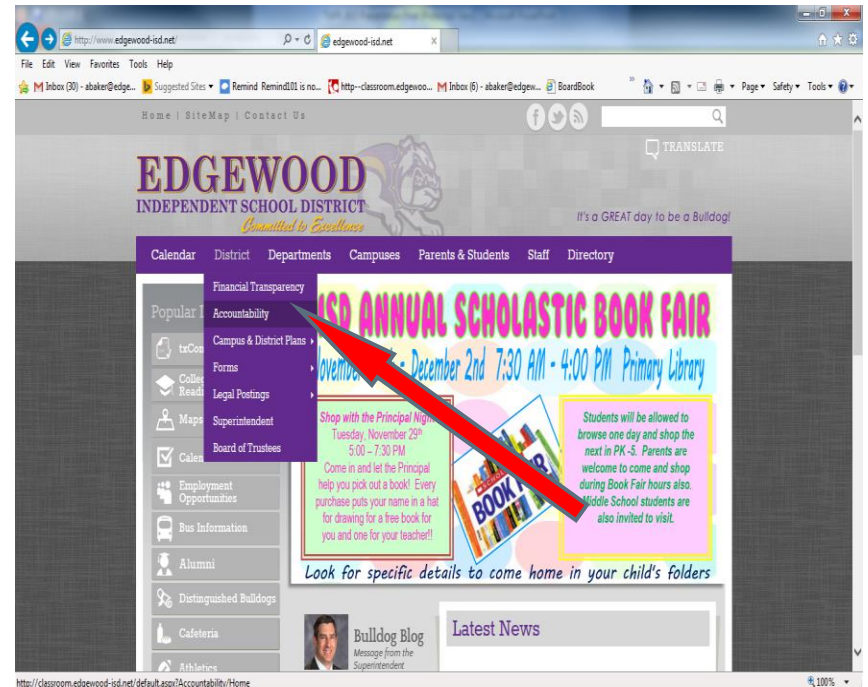 http://www.edgewood-isd.net/
edgewood-isd.net
File Edit View Favorites Tools Help
Inbox (30) - abaker@edge... Suggested Sites Remind Remind101 is no... http--classroom.edgewoo... Inbox (6) - abaker@edgew... BoardBook Page Safety Tools
Home | SiteMap | Contact Us
TRANSLATE
EDGEWOOD
INDEPENDENT SCHOOL DISTRICT
Committed to Excellence
It's a GREAT day to be a Bulldog!
Calendar District Departments Campuses Parents & Students Staff Directory
Financial Transparency
Accountability
Campus & District Plans
Forms
Legal Postings
Superintendent
Board of Trustees
Popular
Maps
Employment
Opportunities
Bus Information
Alumni
Distinguished Bulldogs
Cafeteria
Athletics
ISD ANNUAL SCHOLASTIC BOOK FAIR
- December 2nd 7:30 AM - 4:00 PM Primary Library
Shop with the Principal Night
Tuesday, November 29th
5:00 – 7:30 PM
Come in and let the Principal
help you pick out a book! Every
purchase puts your name in a hat
for drawing for a free book for
you and one for your teacher!!
BOOK FAIR
Students will be allowed to
browse one day and shop the
next in PK -5. Parents are
welcome to come and shop
during Book Fair hours also.
Middle School students are
also invited to visit.
Look for specific details to come home in your child's folders
Bulldog Blog
Message from the
Superintendent
Latest News
http://classroom.edgewood-isd.net/default.aspx?Accountability/Home
100%